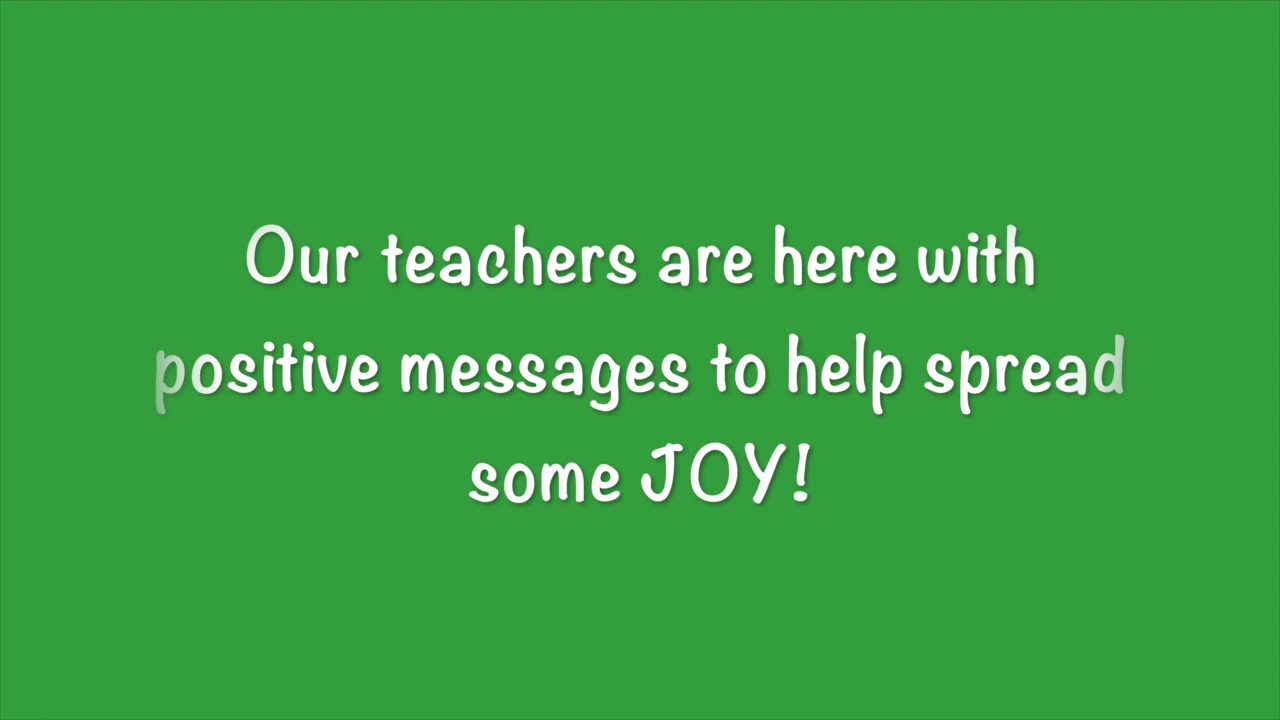 Our teachers are here with
positive messages to help spread
some JOY!